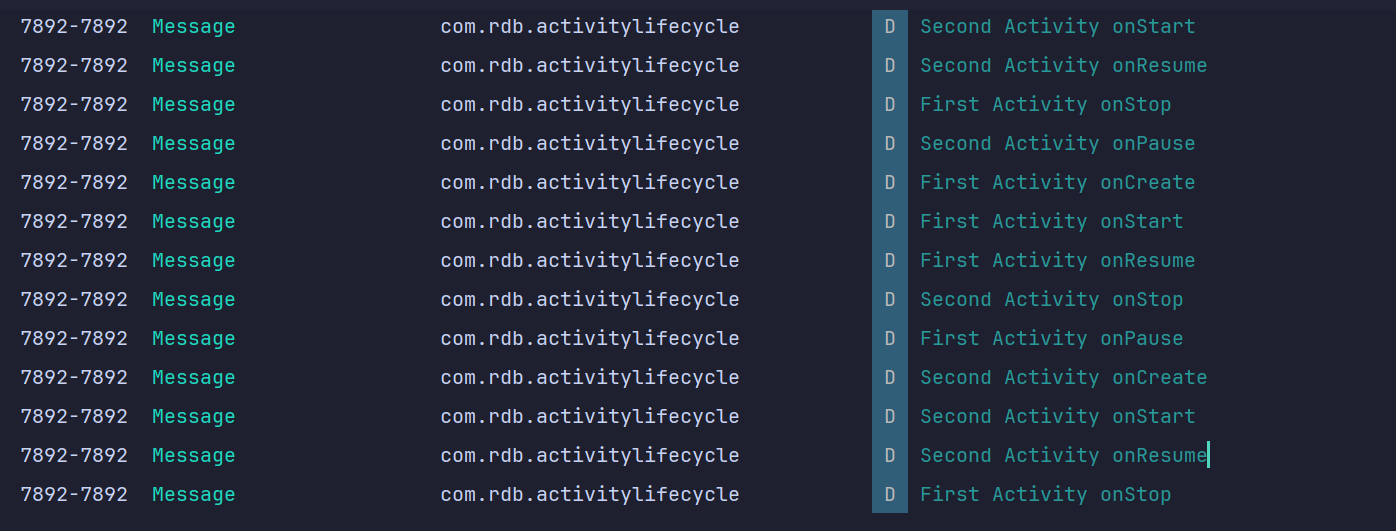 7892-7892 Message com.rdb.activitylifecycle D Second Activity onStart
7892-7892 Message com.rdb.activitylifecycle D Second Activity onResume
7892-7892 Message com.rdb.activitylifecycle D First Activity onStop
7892-7892 Message com.rdb.activitylifecycle D Second Activity onPause
7892-7892 Message com.rdb.activitylifecycle D First Activity onCreate
7892-7892 Message com.rdb.activitylifecycle D First Activity onStart
7892-7892 Message com.rdb.activitylifecycle D First Activity onResume
7892-7892 Message com.rdb.activitylifecycle D Second Activity onStop
7892-7892 Message com.rdb.activitylifecycle D First Activity onPause
7892-7892 Message com.rdb.activitylifecycle D Second Activity onCreate
7892-7892 Message com.rdb.activitylifecycle D Second Activity onStart
7892-7892 Message com.rdb.activitylifecycle D Second Activity onResume
7892-7892 Message com.rdb.activitylifecycle D First Activity onStop